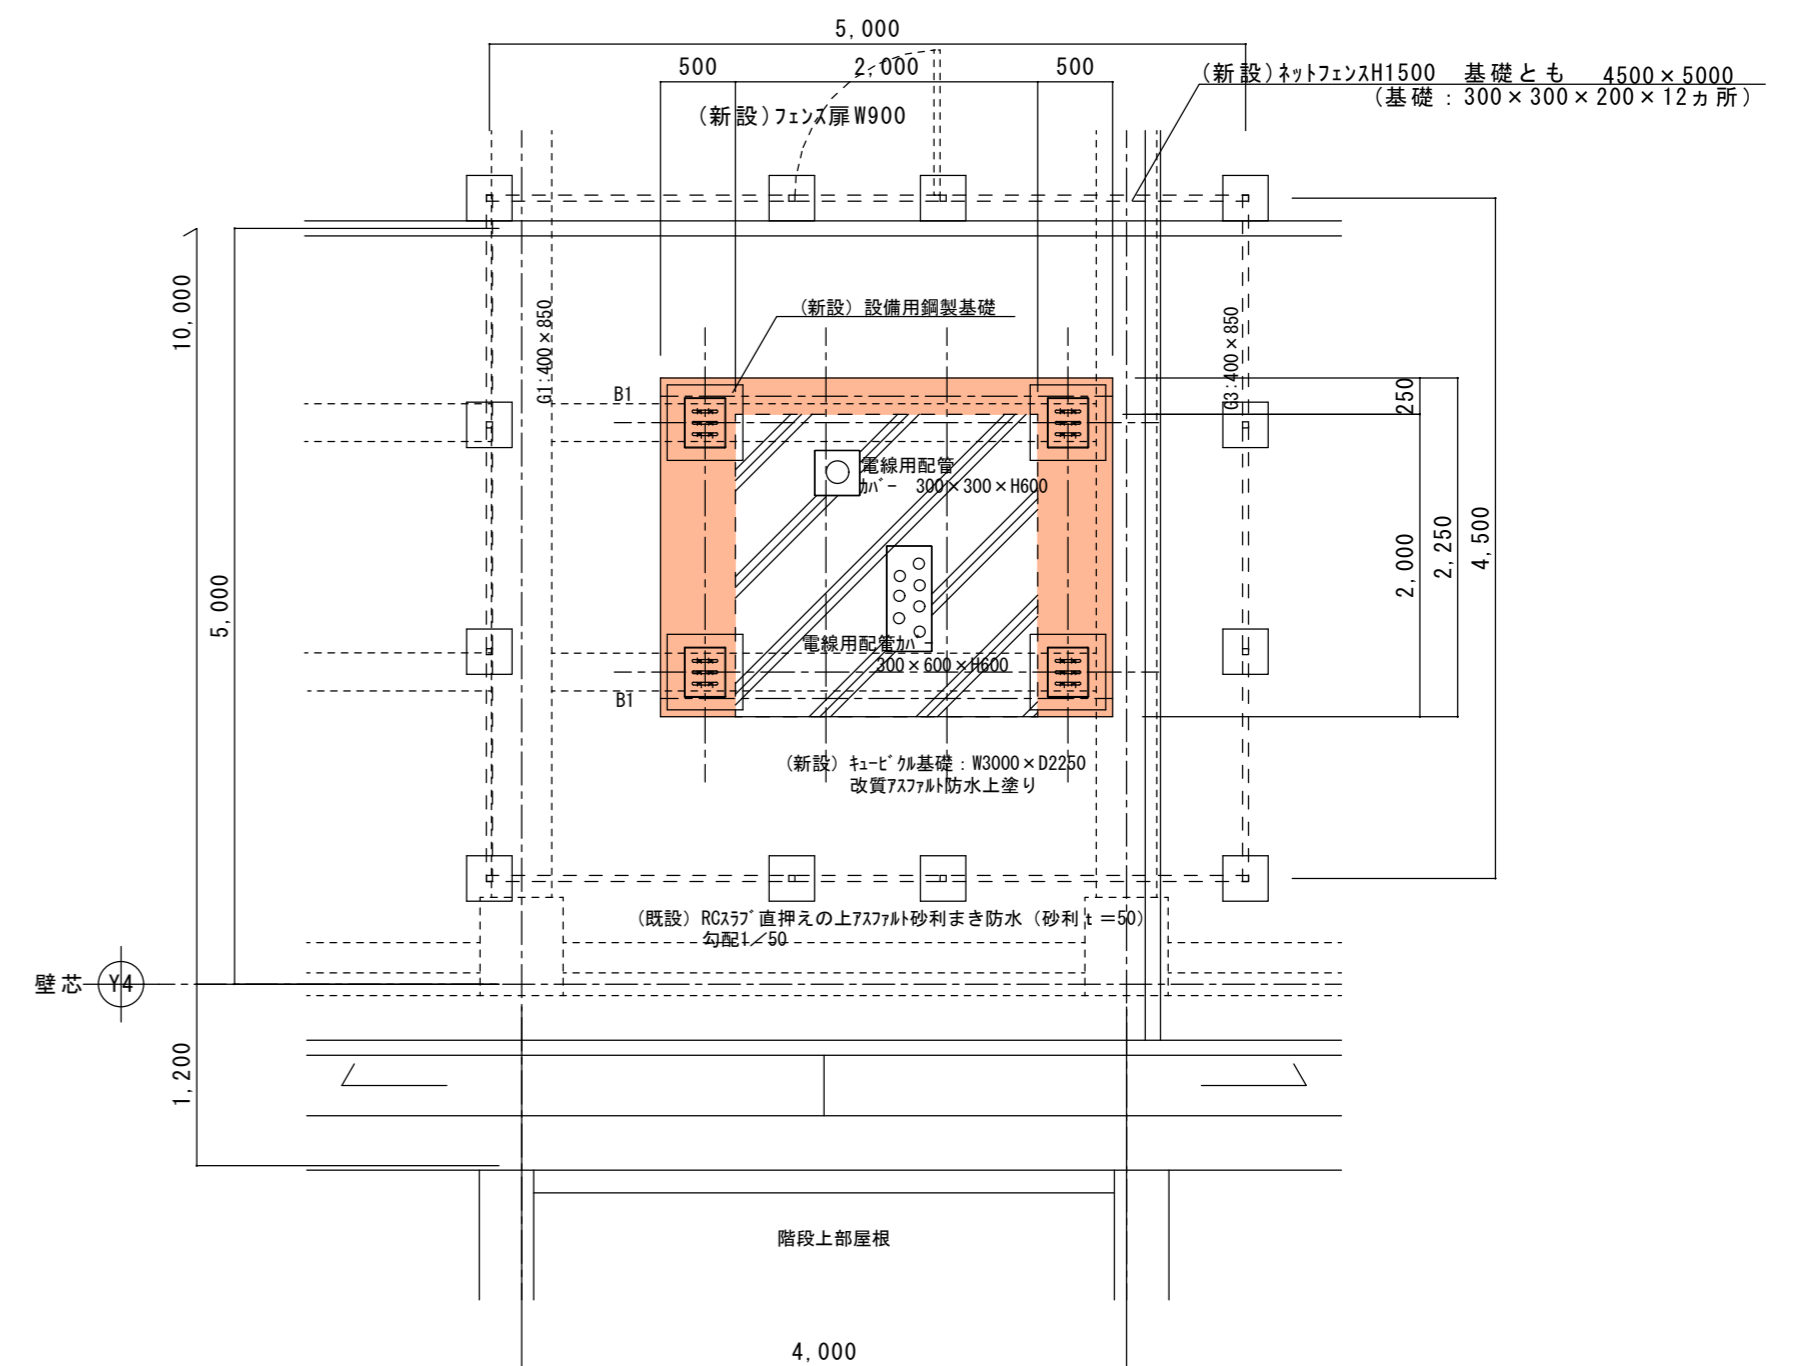 5,000
500
2,000
500
(新設)ネットフェンスH1500 基礎とも 4500×5000
(基礎:300×300×200×12ヵ所)
(新設)フェンス扉W900
10,000
5,000
G1:400×850
(新設) 設備用鋼製基礎
G3:400×850
B1
250
電線用配管
カバー 300×300×H600
2,000
2,250
4,500
電線用配管カバー
300×600×H600
B1
(新設) キュービクル基礎:W3000×D2250
改質アスファルト防水上塗り
(既設) RCスラブ直押えの上アスファルト砂利まき防水(砂利t=50)
勾配1/50
壁芯 Y4
1,200
階段上部屋根
4,000